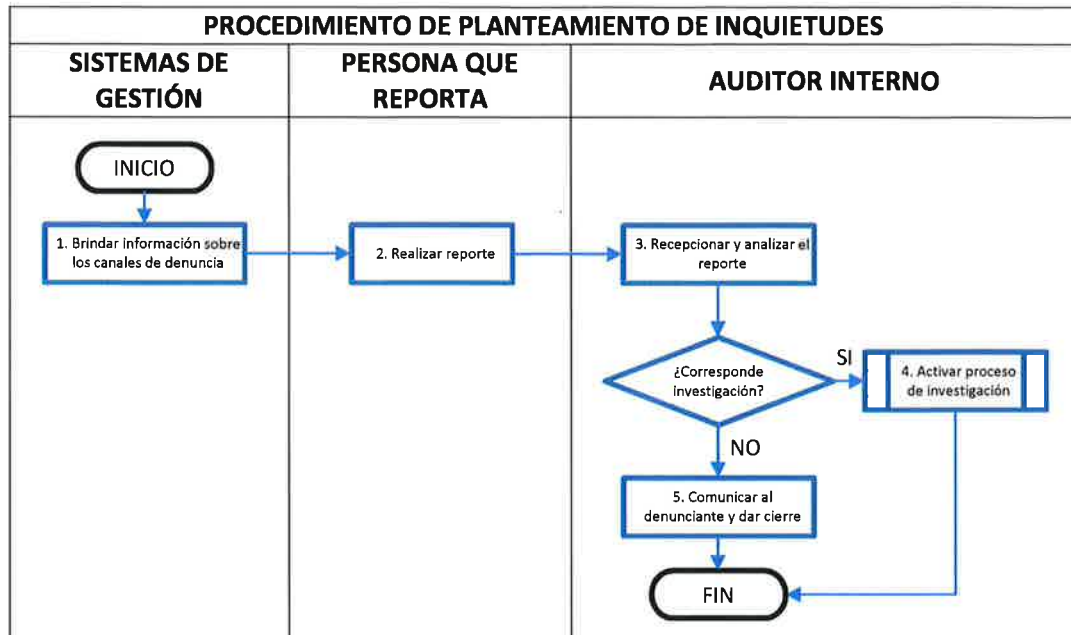 PROCEDIMIENTO DE PLANTEAMIENTO DE INQUIETUDES
SISTEMAS DE
GESTIÓN
PERSONA QUE
REPORTA
AUDITOR INTERNO
INICIO
1. Brindar información sobre
los canales de denuncia
2. Realizar reporte
3. Recepcionar y analizar el
reporte
¿Corresponde
investigación?
SI
4. Activar proceso
de investigación
NO
5. Comunicar al
denunciante y dar cierre
FIN